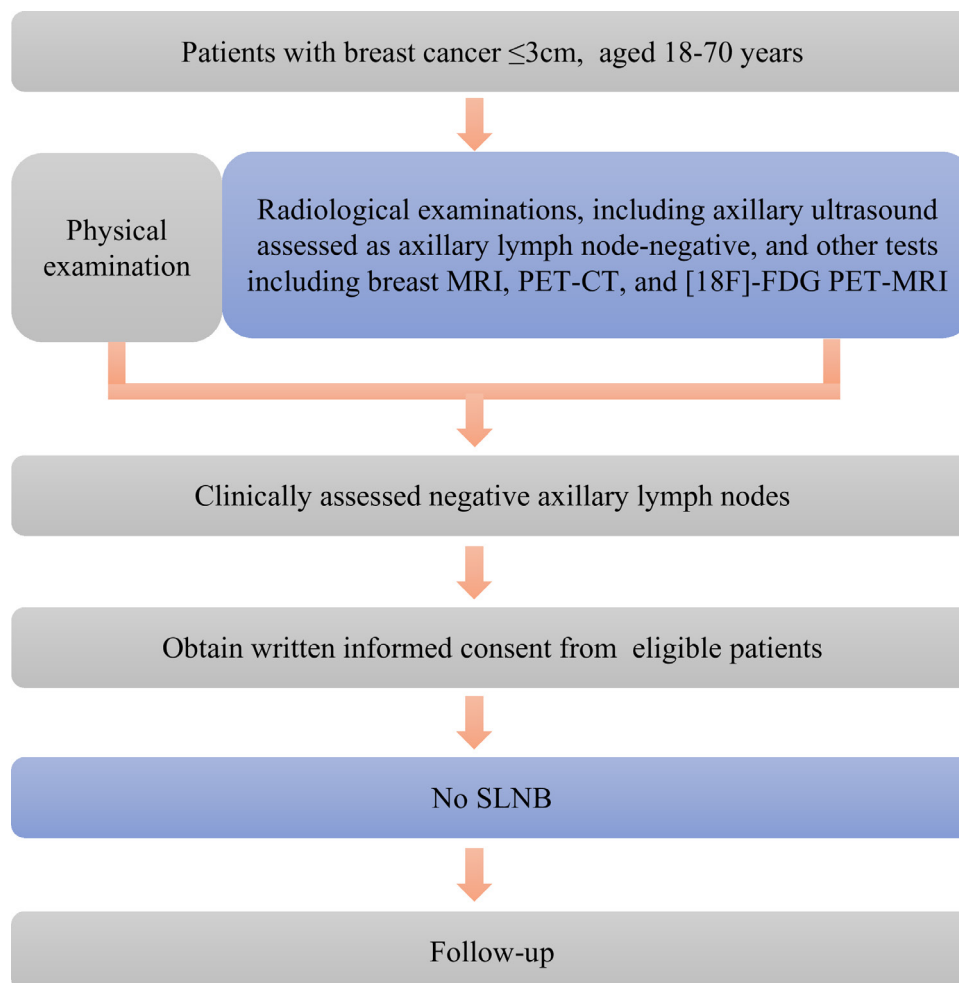 Patients with breast cancer ≤3cm, aged 18-70 years
Physical
examination
Radiological examinations, including axillary ultrasound
assessed as axillary lymph node-negative, and other tests
including breast MRI, PET-CT, and [18F]-FDG PET-MRI
Clinically assessed negative axillary lymph nodes
Obtain written informed consent from eligible patients
No SLNB
Follow-up